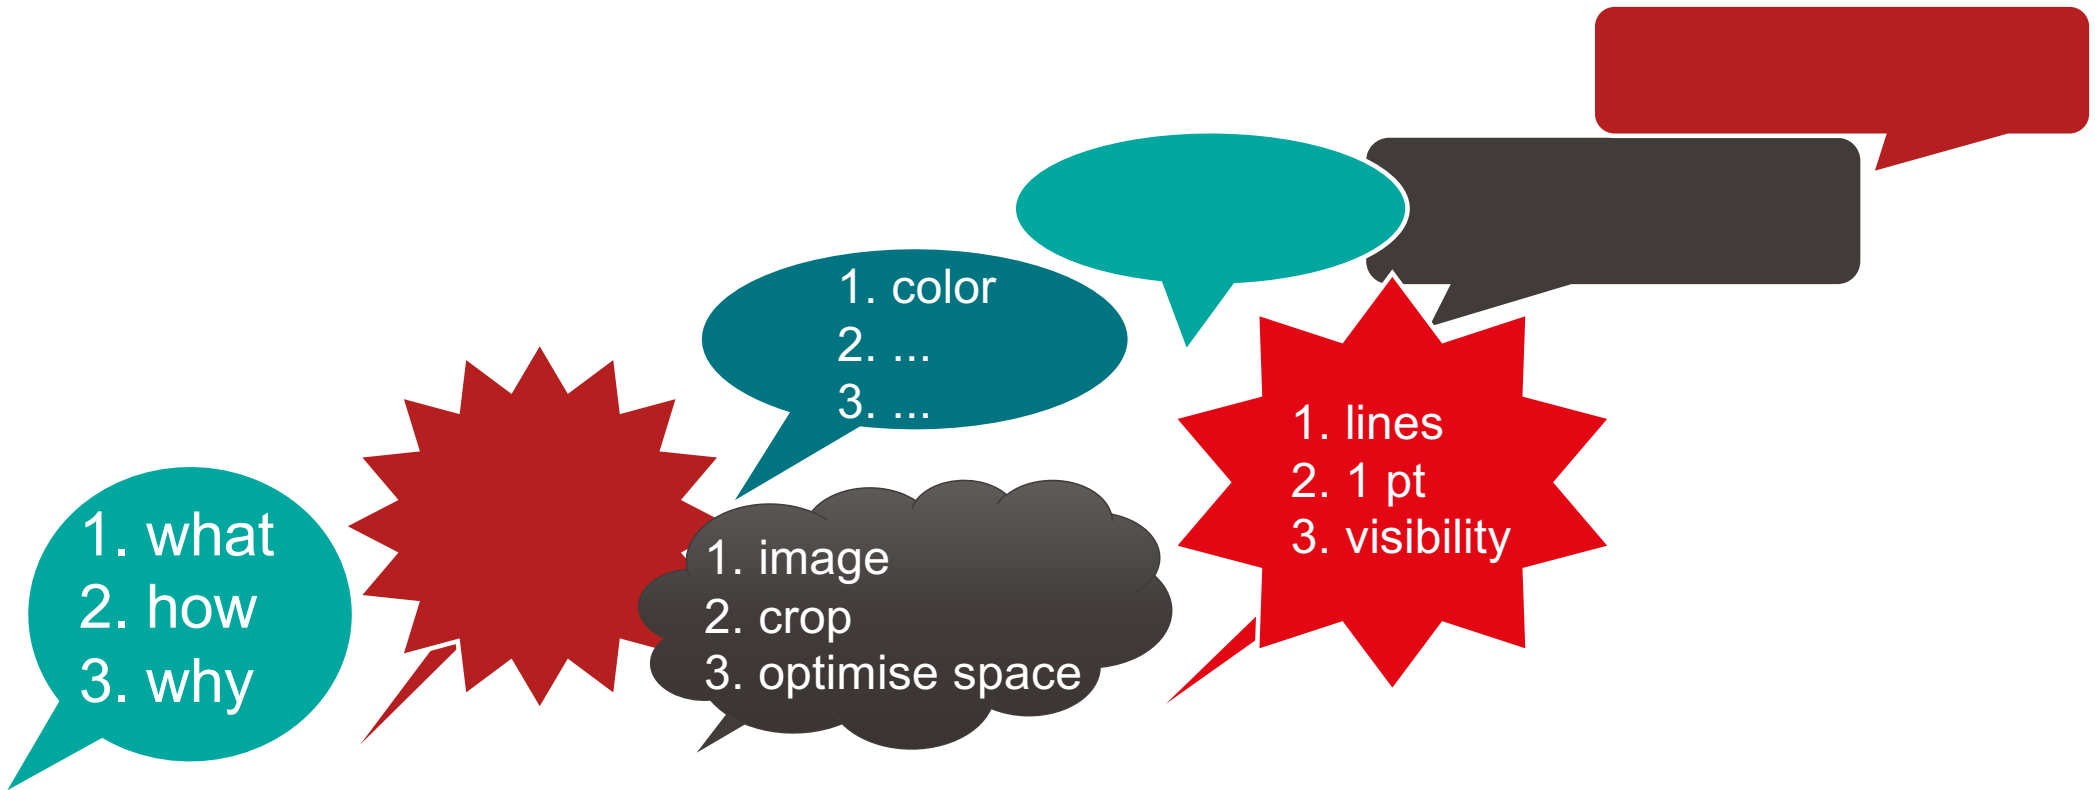 1. what
2. how
3. why
1. color
2. ...
3. ...
1. image
2. crop
3. optimise space
1. lines
2. 1 pt
3. visibility